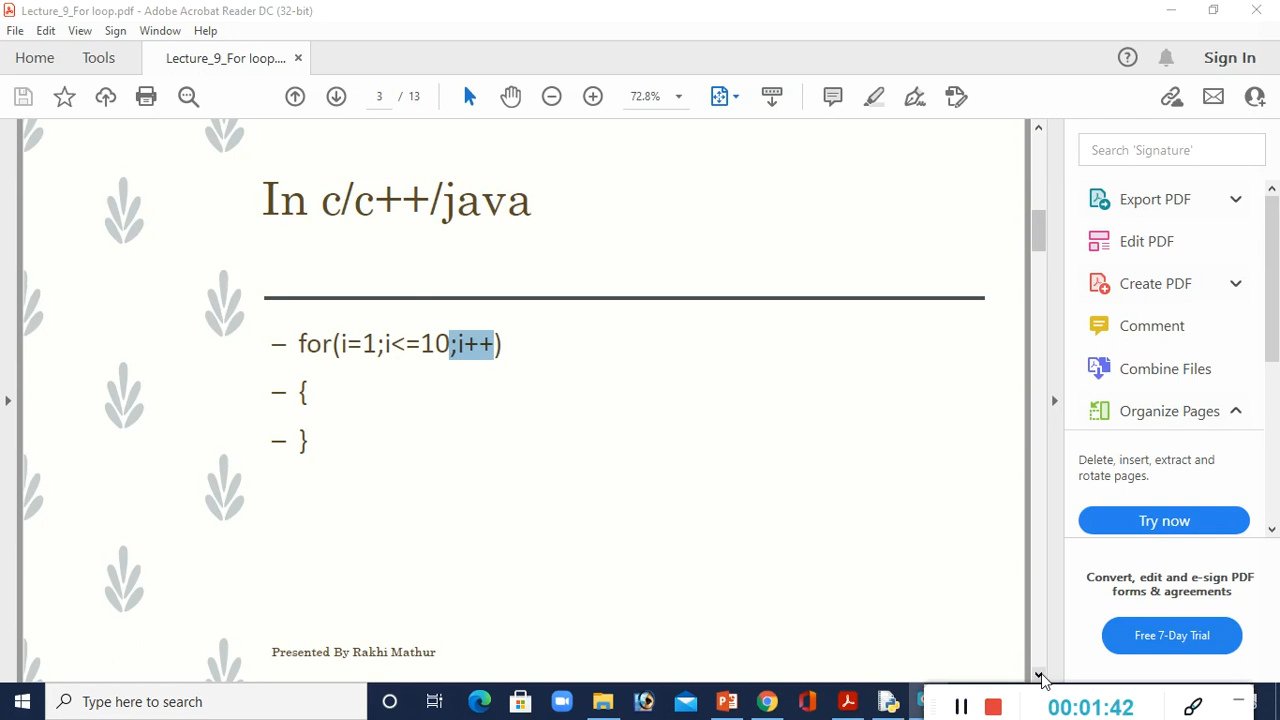 Lecture_9_For loop.pdf - Adobe Acrobat Reader DC (32-bit)
File Edit View Sign Window Help
Home Tools Lecture_9_For loop.... × Sign In
3 / 13 72.8%
In c/c++/java
– for(i=1;i<=10;i++)
– {
– }
Presented By Rakhi Mathur
Search 'Signature'
Export PDF
Edit PDF
Create PDF
Comment
Combine Files
Organize Pages
Delete, insert, extract and
rotate pages.
Try now
Convert, edit and e-sign PDF
forms & agreements
Free 7-Day Trial
Type here to search
00:01:42